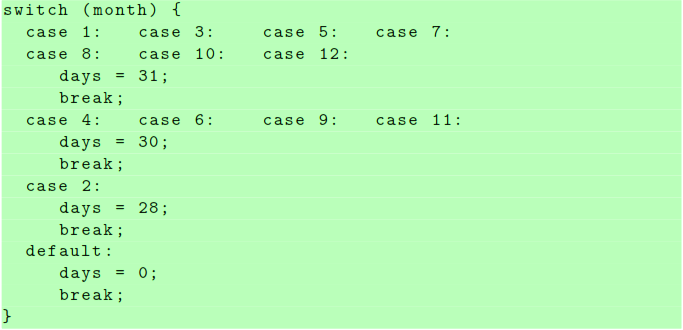 switch (month) {
  case 1:   case 3:    case 5:   case 7:
  case 8:   case 10:   case 12:
     days = 31;
     break;
  case 4:   case 6:    case 9:   case 11:
     days = 30;
     break;
  case 2:
     days = 28;
     break;
  default:
     days = 0;
     break;
}